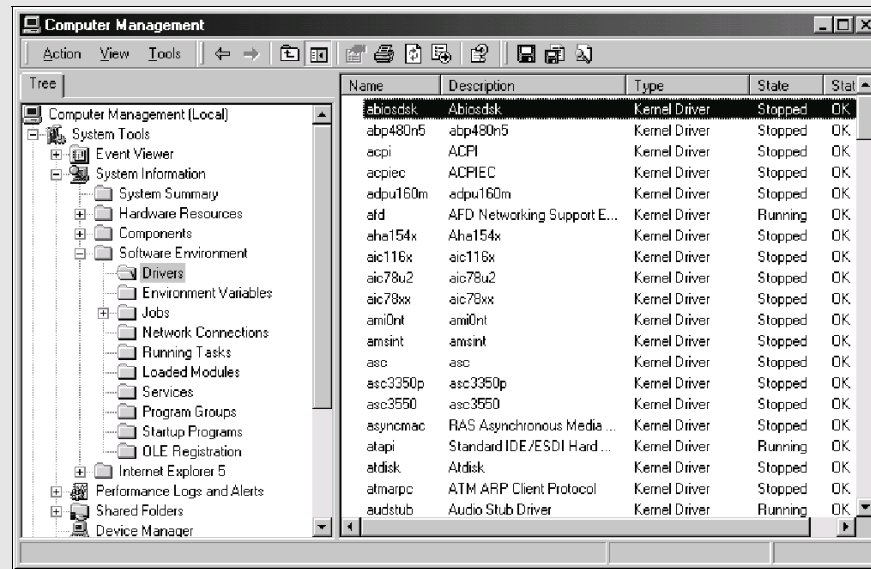 Computer Management
Action View Tools
Tree
Computer Management (Local)
System Tools
Event Viewer
System Information
System Summary
Hardware Resources
Components
Software Environment
Drivers
Environment Variables
Jobs
Network Connections
Running Tasks
Loaded Modules
Services
Program Groups
Startup Programs
OLE Registration
Internet Explorer 5
Performance Logs and Alerts
Shared Folders
Device Manager
Name Description Type State Stat
abiosdsk Abiosdsk Kernel Driver Stopped OK
abp480n5 abp480n5 Kernel Driver Stopped OK
acpi ACPI Kernel Driver Stopped OK
acpiec ACPIEC Kernel Driver Stopped OK
adpu160m adpu160m Kernel Driver Stopped OK
afd AFD Networking Support E... Kernel Driver Running OK
aha154x Aha154x Kernel Driver Stopped OK
aic116x aic116x Kernel Driver Stopped OK
aic78u2 aic78u2 Kernel Driver Stopped OK
aic78xx aic78xx Kernel Driver Stopped OK
ami0nt ami0nt Kernel Driver Stopped OK
amsint amsint Kernel Driver Stopped OK
asc asc Kernel Driver Stopped OK
asc3350p asc3350p Kernel Driver Stopped OK
asc3550 asc3550 Kernel Driver Stopped OK
asyncmac RAS Asynchronous Media ... Kernel Driver Stopped OK
atapi Standard IDE/ESDI Hard ... Kernel Driver Running OK
atdisk Atdisk Kernel Driver Stopped OK
atmarpc ATM ARP Client Protocol Kernel Driver Stopped OK
audstub Audio Stub Driver Kernel Driver Running OK